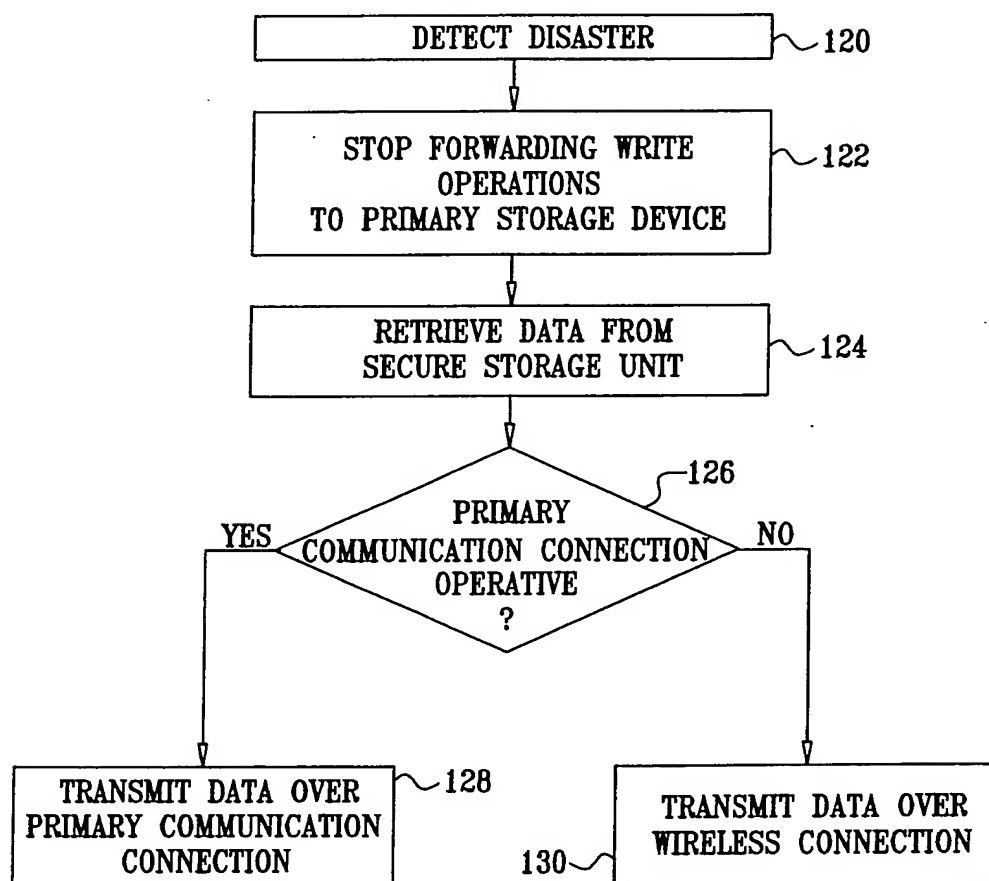 DETECT DISASTER
120
STOP FORWARDING WRITE
OPERATIONS
TO PRIMARY STORAGE DEVICE
122
RETRIEVE DATA FROM
SECURE STORAGE UNIT
124
126
PRIMARY
COMMUNICATION CONNECTION
OPERATIVE
?
YES
NO
TRANSMIT DATA OVER
PRIMARY COMMUNICATION
CONNECTION
128
TRANSMIT DATA OVER
WIRELESS CONNECTION
130